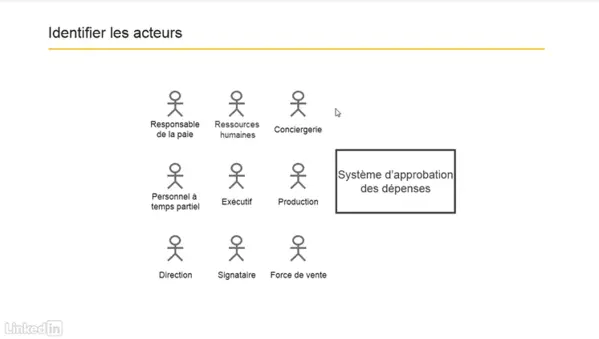 Identifier les acteurs
Responsable
de la paie
Ressources
humaines
Conciergerie
Personnel à
temps partiel
Exécutif
Production
Système d'approbation
des dépenses
Direction
Signataire
Force de vente
LinkedIn